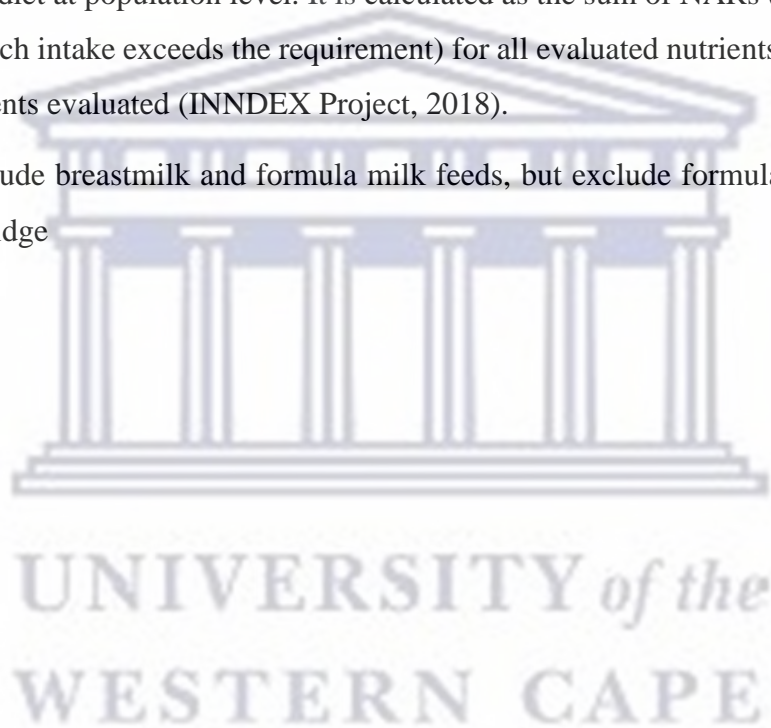 at population level. It is calculated as the sum of NARs
ch intake exceeds the requirement) for all evaluated nutrients
ents evaluated (INNDEX Project, 2018).
ude breastmilk and formula milk feeds, but exclude formula
idge
UNIVERSITY of the
WESTERN CAPE